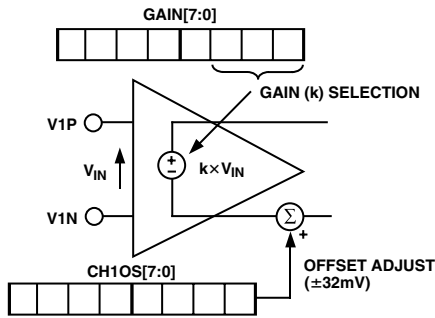 GAIN[7:0]
GAIN (k) SELECTION
V1P
VIN
+
−
k×VIN
V1N
Σ
+
CH1OS[7:0]
OFFSET ADJUST
(±32mV)